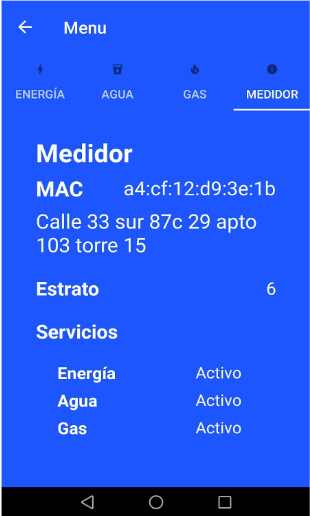 Menu
ENERGÍA AGUA GAS MEDIDOR
Medidor
MAC a4:cf:12:d9:3e:1b
Calle 33 sur 87c 29 apto
103 torre 15
Estrato 6
Servicios
Energía Activo
Agua Activo
Gas Activo